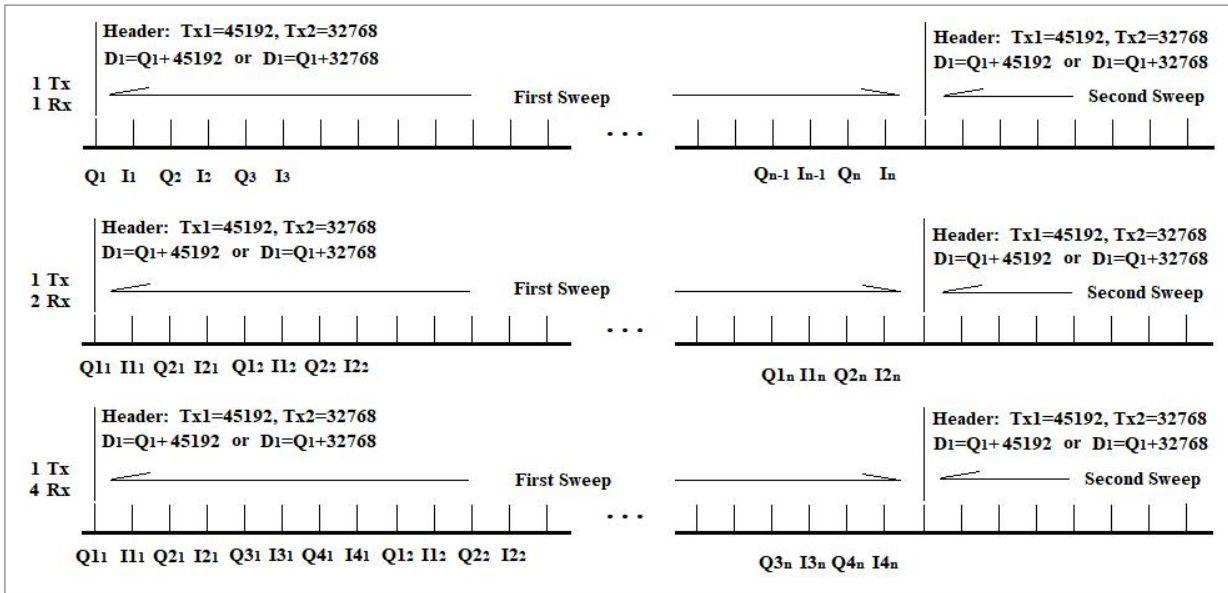 Header: Tx1=45192, Tx2=32768
D1=Q1+45192 or D1=Q1+32768
Header: Tx1=45192, Tx2=32768
D1=Q1+45192 or D1=Q1+32768
1 Tx
1 Rx
First Sweep
Second Sweep
...
Q1 I1 Q2 I2 Q3 I3
Qn-1 In-1 Qn In
Header: Tx1=45192, Tx2=32768
D1=Q1+45192 or D1=Q1+32768
Header: Tx1=45192, Tx2=32768
D1=Q1+45192 or D1=Q1+32768
1 Tx
2 Rx
First Sweep
Second Sweep
...
Q11 I11 Q21 I21 Q12 I12 Q22 I22
Q1n I1n Q2n I2n
Header: Tx1=45192, Tx2=32768
D1=Q1+45192 or D1=Q1+32768
Header: Tx1=45192, Tx2=32768
D1=Q1+45192 or D1=Q1+32768
1 Tx
4 Rx
First Sweep
Second Sweep
...
Q11 I11 Q21 I21 Q31 I31 Q41 I41 Q12 I12 Q22 I22
Q3n I3n Q4n I4n